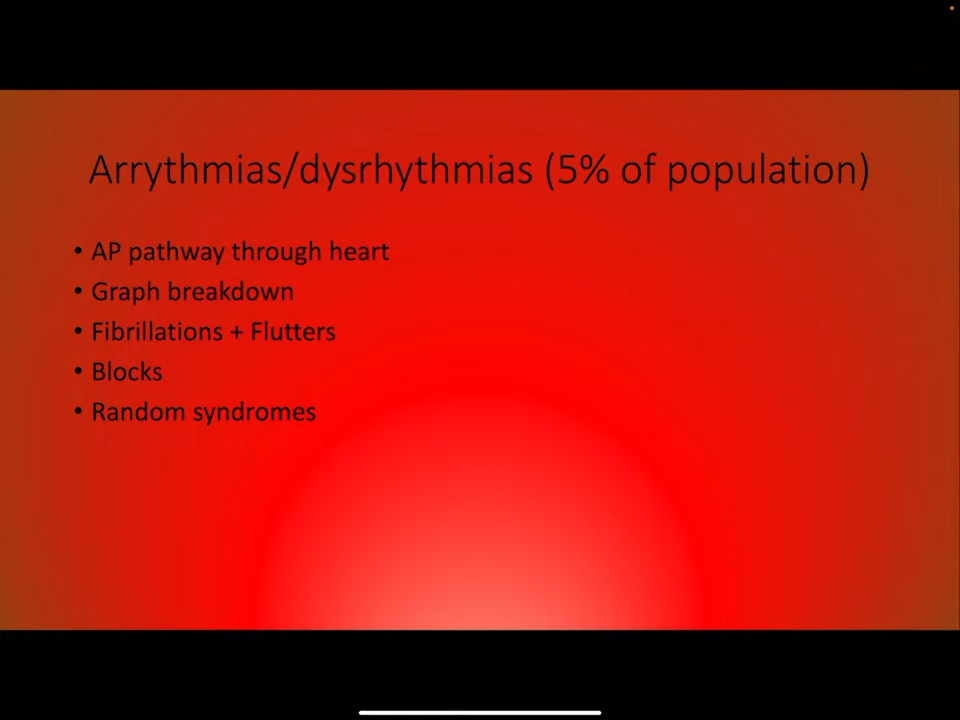 Arrythmias/dysrhythmias (5% of population)
• AP pathway through heart
• Graph breakdown
• Fibrillations + Flutters
• Blocks
• Random syndromes